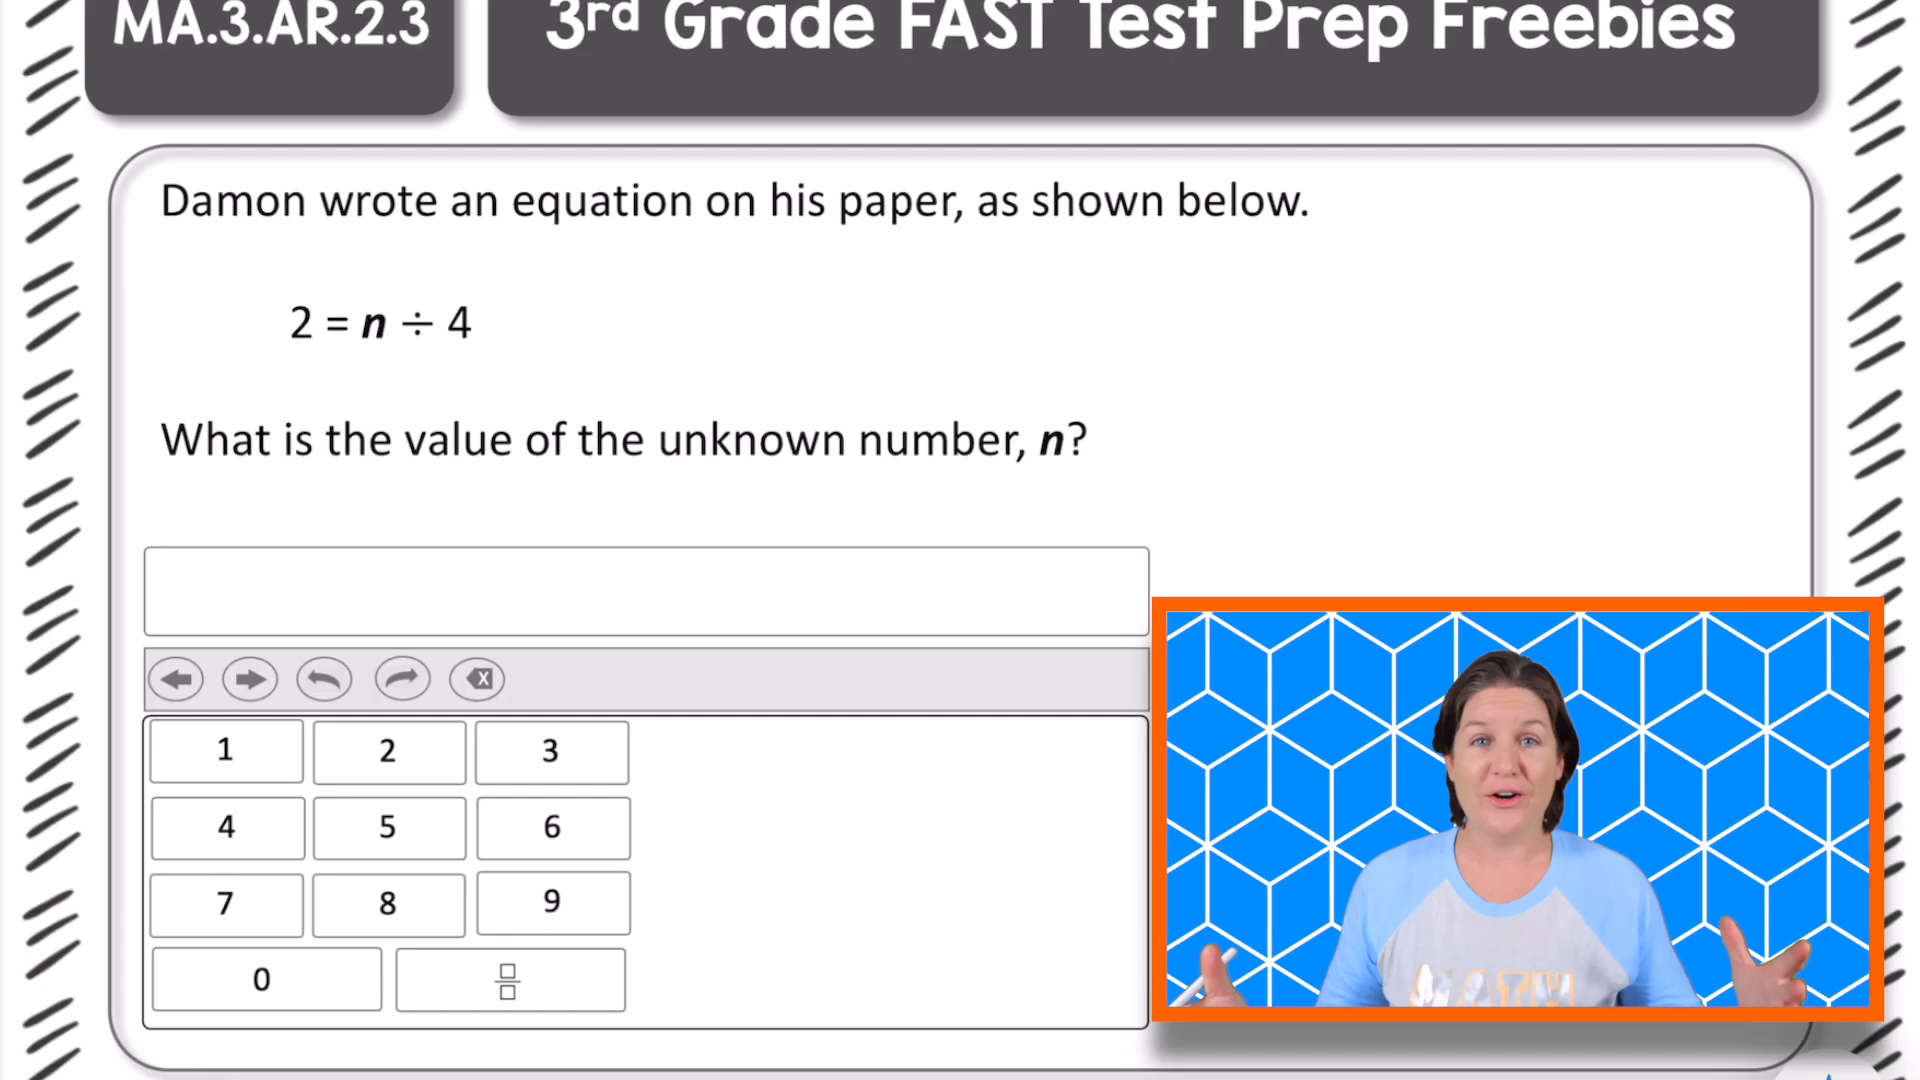 MA.3.AR.2.3
3rd Grade FAST Test Prep Freebies
Damon wrote an equation on his paper, as shown below.
2 = n ÷ 4
What is the value of the unknown number, n?
X
1 2 3
4 5 6
7 8 9
0
MATH